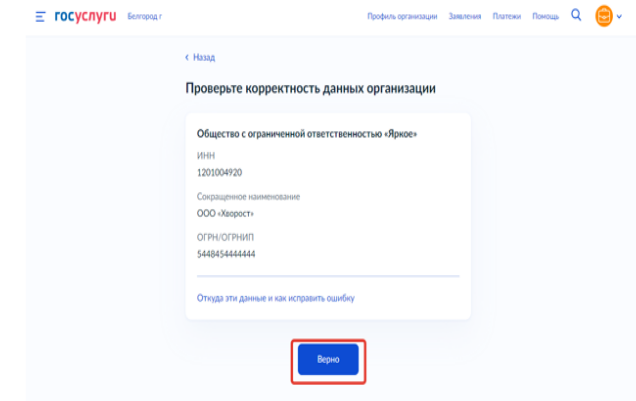 госуслуги Белгород г Профиль организации Заявления Платежи Помощь
Назад
Проверьте корректность данных организации
Общество с ограниченной ответственностью «Яркое»
ИНН
1201004920
Сокращенное наименование
ООО «Хворост»
ОГРН/ОГРНИП
5448454444444
Откуда эти данные и как исправить ошибку
Верно